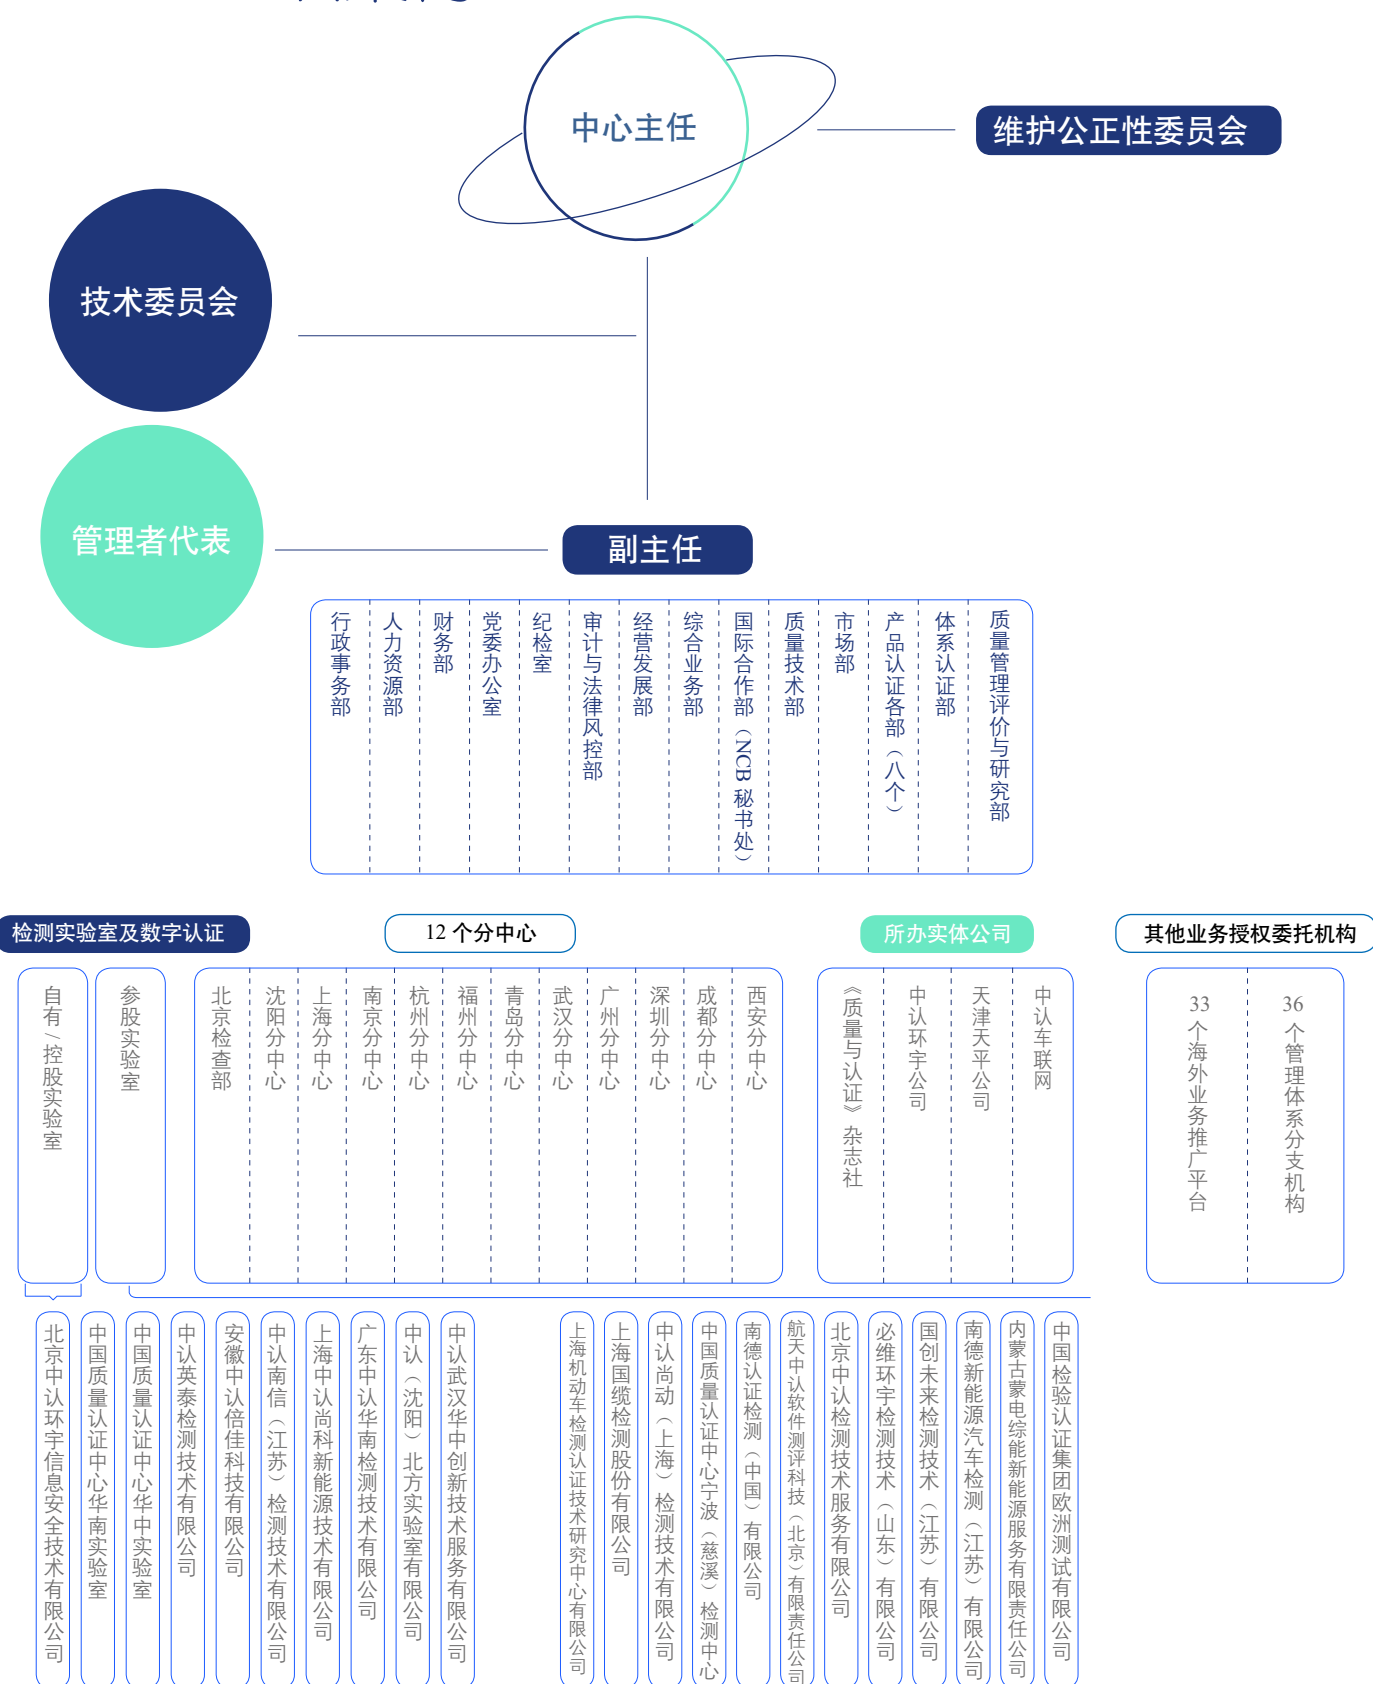 中心主任
维护公正性委员会
技术委员会
管理者代表
副主任
行政事务部
人力资源部
财务部
党委办公室
纪检室
审计与法律风控部
经营发展部
综合业务部
国际合作部（NCB 秘书处）
质量技术部
市场部
产品认证各部（八个）
体系认证部
质量管理评价与研究部
检测实验室及数字认证
12 个分中心
所办实体公司
其他业务授权委托机构
自有/控股实验室
参股实验室
北京检查部
沈阳分中心
上海分中心
南京分中心
杭州分中心
福州分中心
青岛分中心
武汉分中心
广州分中心
深圳分中心
成都分中心
西安分中心
《质量与认证》杂志社
中认环宇公司
天津天平公司
中认车联网
33 个海外业务推广平台
36 个管理体系分支机构
北京中认环宇信息安全技术有限公司
中国质量认证中心华南实验室
中国质量认证中心华中实验室
中认英泰检测技术有限公司
安徽中认倍佳科技有限公司
中认南信（江苏）检测技术有限公司
上海中认尚科新能源技术有限公司
广东中认华南检测技术有限公司
中认（沈阳）北方实验室有限公司
中认武汉华中创新技术服务有限公司
上海机动车检测认证技术研究中心有限公司
上海国缆检测股份有限公司
中认尚动（上海）检测技术有限公司
中国质量认证中心宁波（慈溪）检测中心
南德认证检测（中国）有限公司
航天中认软件测评科技（北京）有限责任公司
北京中认检测技术服务有限公司
必维环宇检测技术（山东）有限公司
国创未来检测技术（江苏）有限公司
南德新能源汽车检测（江苏）有限公司
内蒙古蒙电综能新能源服务有限责任公司
中国检验认证集团欧洲测试有限公司